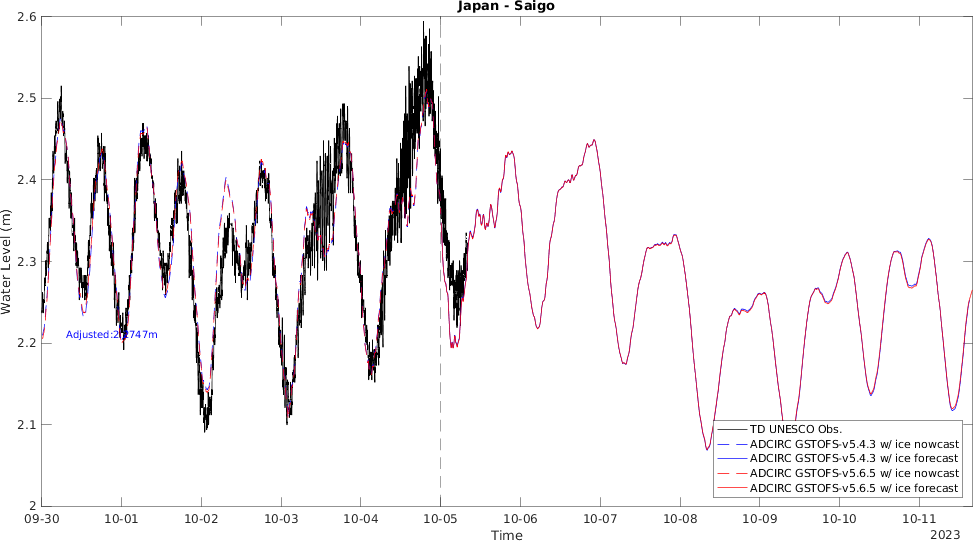 Japan - Saigo
2.6
2.5
2.4
2.3
2.2
2.1
2
Water Level (m)
Adjusted:2.2747m
TD UNESCO Obs.
ADCIRC GSTOFS-v5.4.3 w/ ice nowcast
ADCIRC GSTOFS-v5.4.3 w/ ice forecast
ADCIRC GSTOFS-v5.6.5 w/ ice nowcast
ADCIRC GSTOFS-v5.6.5 w/ ice forecast
09-30 10-01 10-02 10-03 10-04 10-05 10-06 10-07 10-08 10-09 10-10 10-11
Time
2023